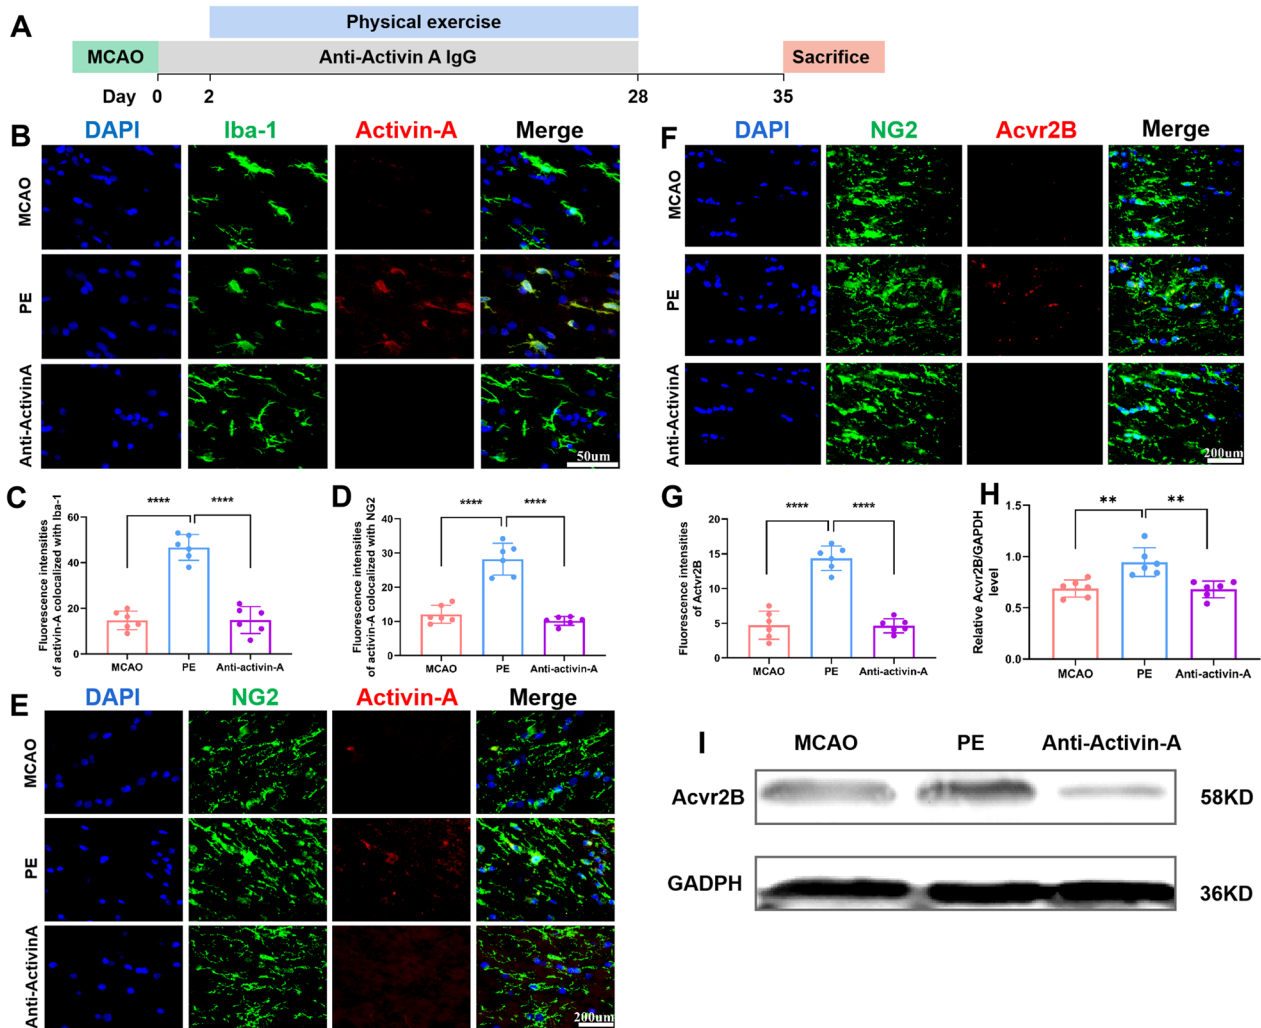 A
Physical exercise
MCAO
Anti-Activin A IgG
Sacrifice
Day 0 2 28 35
B
DAPI Iba-1 Activin-A Merge
MCAO
PE
Anti-ActivinA
50um
F
DAPI NG2 Acvr2B Merge
MCAO
PE
Anti-ActivinA
200um
C
Fluorescence intensities
of activin-A colocalized with Iba-1
60
40
20
0
**** ****
MCAO PE Anti-activin-A
D
Fluorescence intensities
of activin-A colocalized with NG2
40
30
20
10
0
**** ****
MCAO PE Anti-activin-A
G
Fluorescence intensities
of Actvr2B
20
15
10
5
0
**** ****
MCAO PE Anti-activin-A
H
Relative Acvr2B/GAPDH
level
1.5
1.0
0.5
0.0
** **
MCAO PE Anti-activin-A
E
DAPI NG2 Activin-A Merge
MCAO
PE
Anti-ActivinA
200um
I
MCAO PE Anti-Activin-A
Acvr2B 58KD
GADPH 36KD